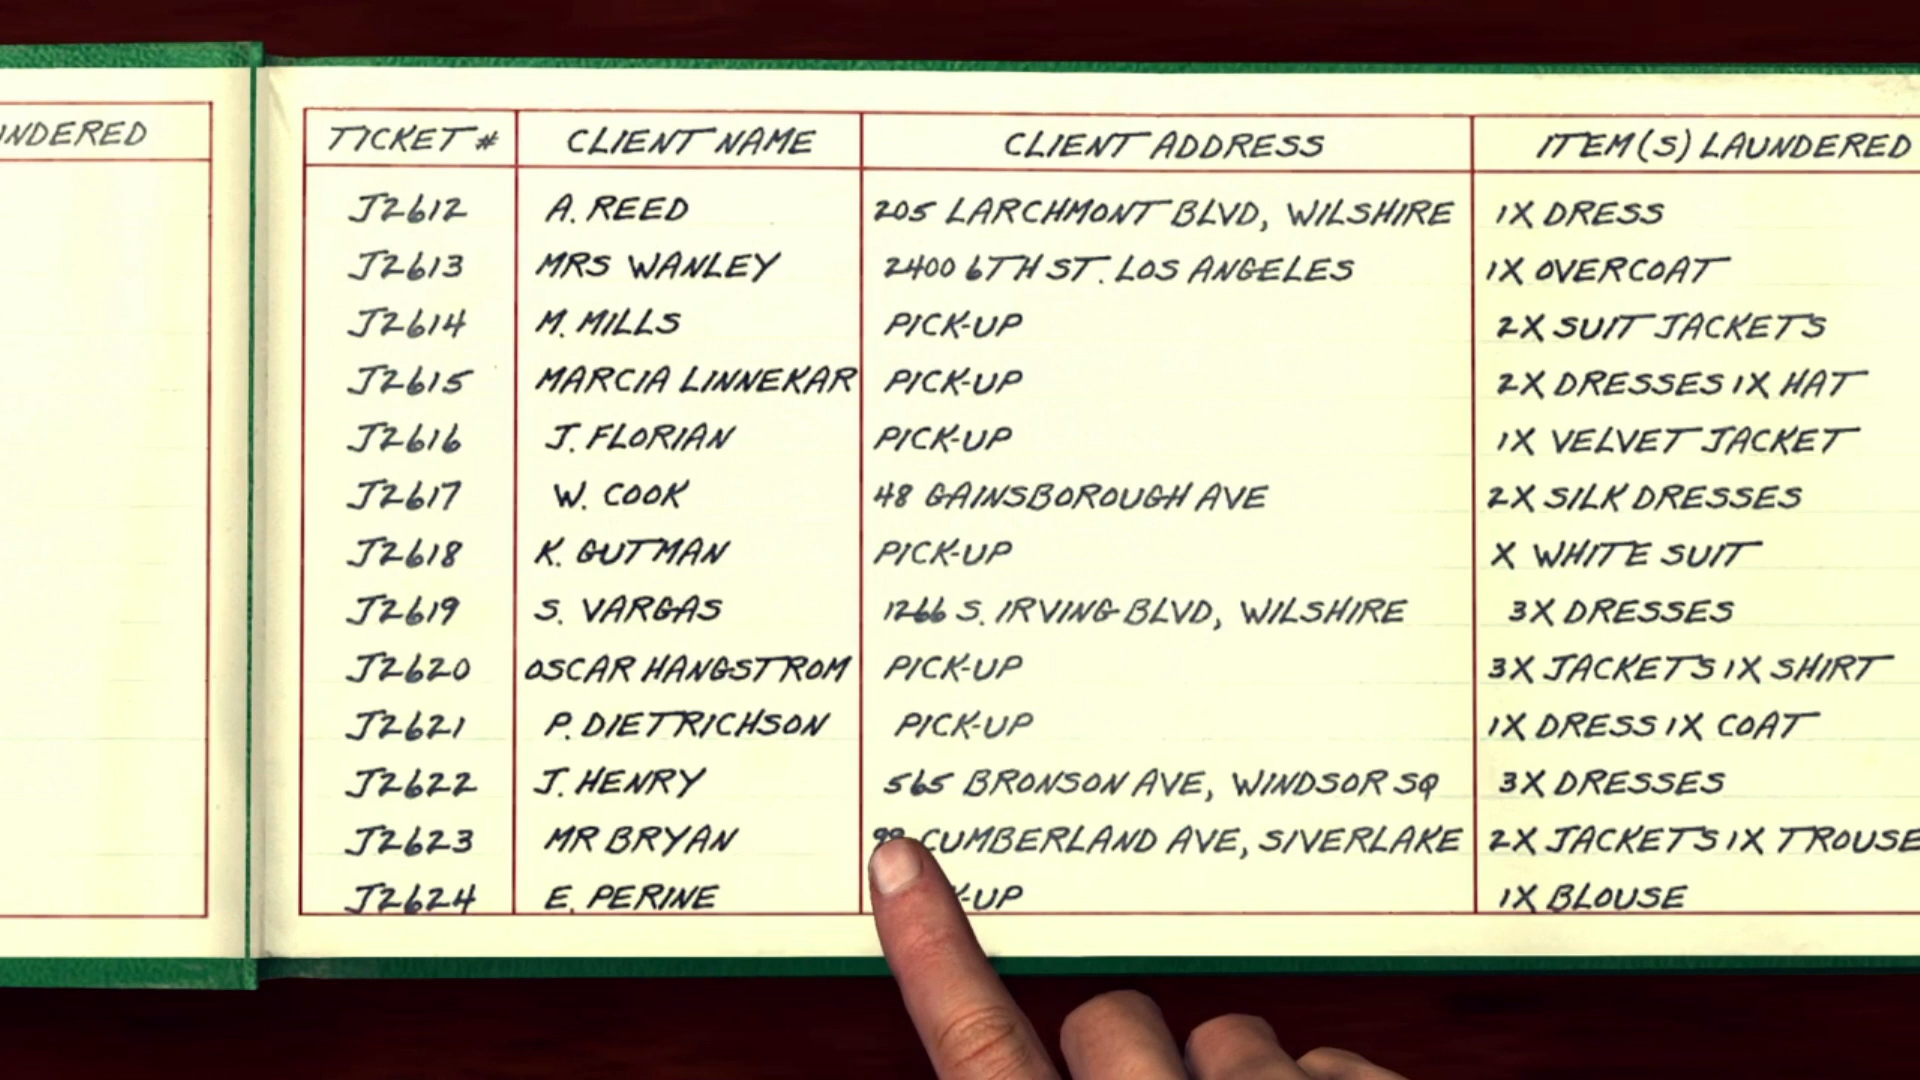 NDERED
TICKET # CLIENT NAME CLIENT ADDRESS ITEM(S) LAUNDERED
J2612 A. REED 205 LARCHMONT BLVD, WILSHIRE 1X DRESS
J2613 MRS WANLEY 2400 6TH ST. LOS ANGELES 1X OVERCOAT
J2614 M. MILLS PICK-UP 2X SUIT JACKETS
J2615 MARCIA LINNEKAR PICK-UP 2X DRESSES 1X HAT
J2616 J. FLORIAN PICK-UP 1X VELVET JACKET
J2617 W. COOK 48 GAINSBOROUGH AVE 2X SILK DRESSES
J2618 K. GUTMAN PICK-UP X WHITE SUIT
J2619 S. VARGAS 1266 S. IRVING BLVD, WILSHIRE 3X DRESSES
J2620 OSCAR HANGSTROM PICK-UP 3X JACKETS 1X SHIRT
J2621 P. DIETRICHSON PICK-UP 1X DRESS 1X COAT
J2622 J. HENRY 565 BRONSON AVE, WINDSOR SQ 3X DRESSES
J2623 MR BRYAN CUMBERLAND AVE, SIVERLAKE 2X JACKETS 1X TROUSE
J2624 E. PERINE K-UP 1X BLOUSE